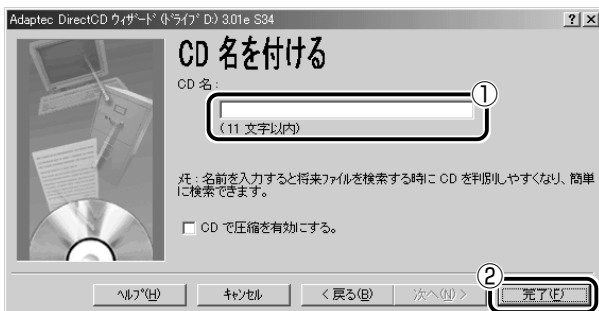 Adaptec DirectCD ウィザード (ドライブ D:) 3.01e S34
? ×
CD 名を付ける
CD 名 :
①
(11 文字以内)
メモ : 名前を入力すると将来ファイルを検索する時に CD を判別しやすくなり、簡単
に検索できます。
CD で圧縮を有効にする。
②
ヘルプ(H) キャンセル < 戻る(B) 次へ(N) > 完了(F)